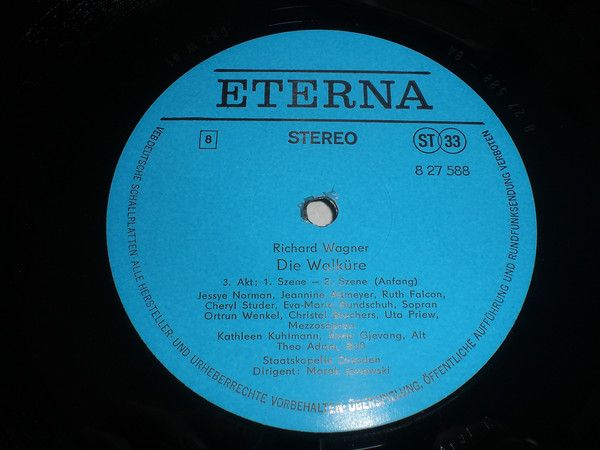 ETERNA
8
STEREO
ST 33
8 27 588
Richard Wagner
Die Walküre
3. Akt: 1. Szene – 2. Szene (Anfang)
Jessye Norman, Jeannine Altmeyer, Ruth Falcon,
Cheryl Studer, Eva-Maria Bundschuh, Sopran
Ortrun Wenkel, Christel Borchers, Uta Priew,
Mezzosopran
Kathleen Kuhlmann, Gjevang, Alt
Theo Adam, Baß
Staatskapelle Dresden
Dirigent: Marek Janowski
VEB DEUTSCHE SCHALLPLATTEN ALLE HERSTELLER- UND URHEBERRECHTE VORBEHALTEN · ÜBERSPIELUNG, ÖFFENTLICHE AUFFÜHRUNG UND RUNDFUNKSENDUNG VERBOTEN